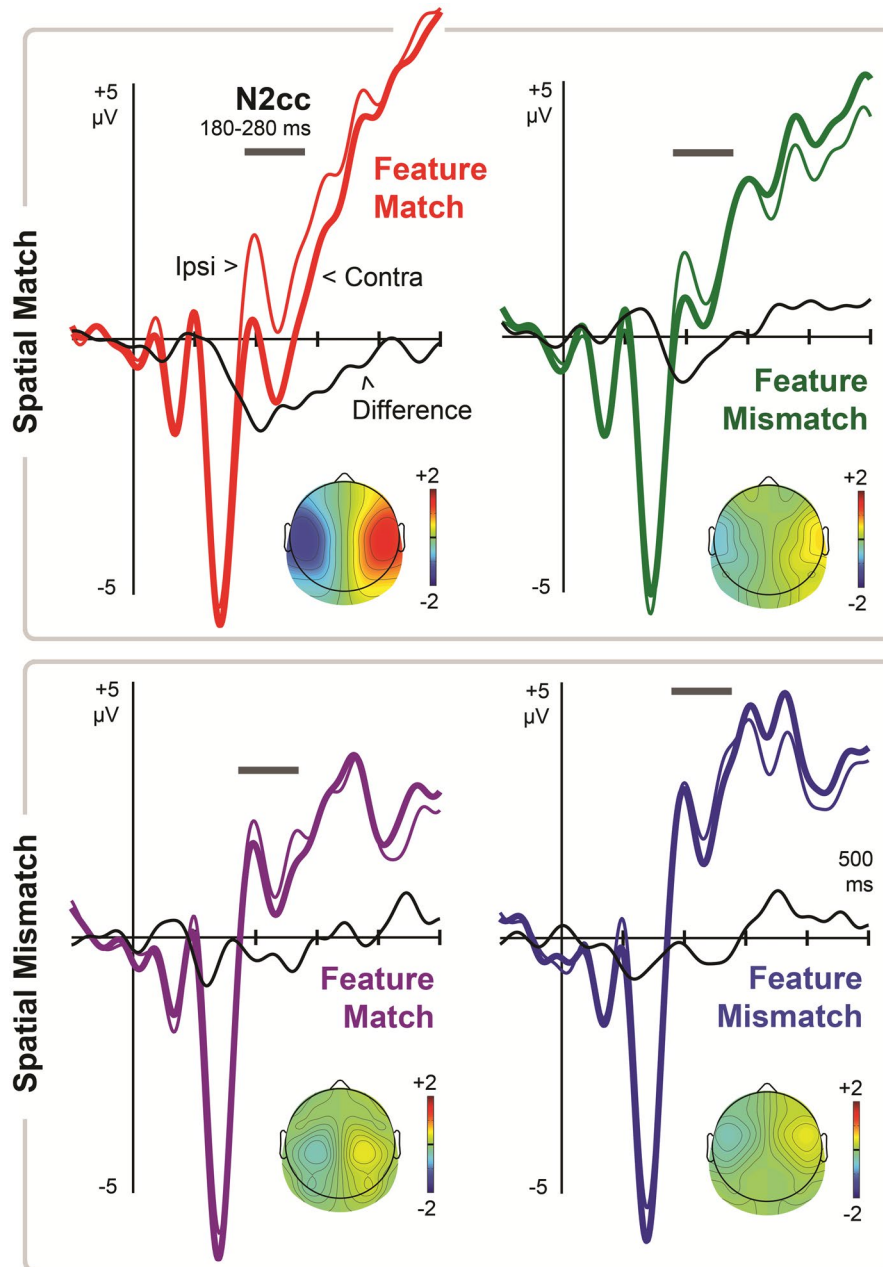 Spatial Match
+5
µV
N2cc
180-280 ms
Feature
Match
Ipsi >
< Contra
^
Difference
-5
+2
-2
+5
µV
Feature
Mismatch
-5
+2
-2
Spatial Mismatch
+5
µV
Feature
Match
-5
+2
-2
+5
µV
500
ms
Feature
Mismatch
-5
+2
-2